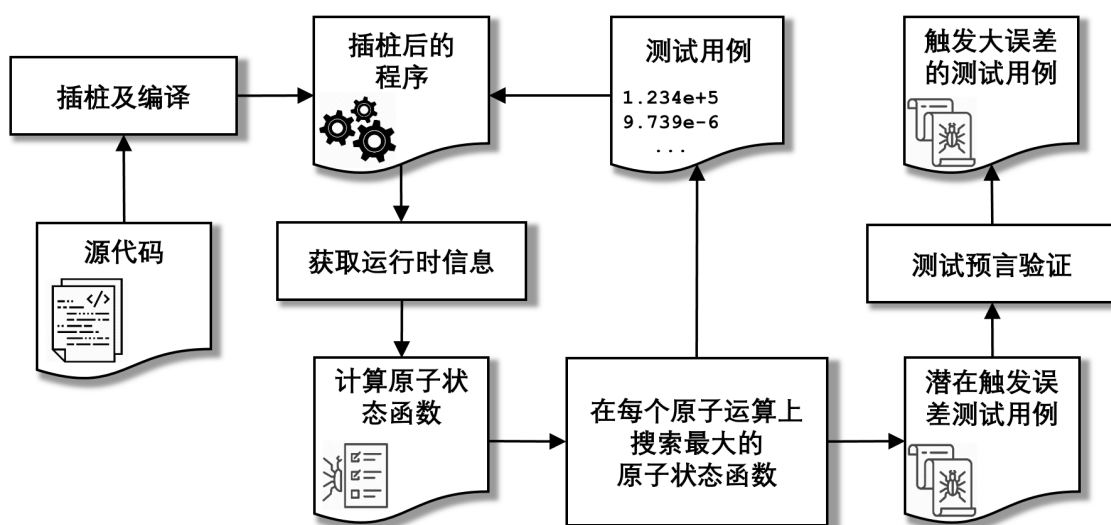 插桩及编译
插桩后的
程序
测试用例
1.234e+5
9.739e-6
...
触发大误差
的测试用例
源代码
</>
获取运行时信息
测试预言验证
计算原子状
态函数
在每个原子运算上
搜索最大的
原子状态函数
潜在触发误
差测试用例